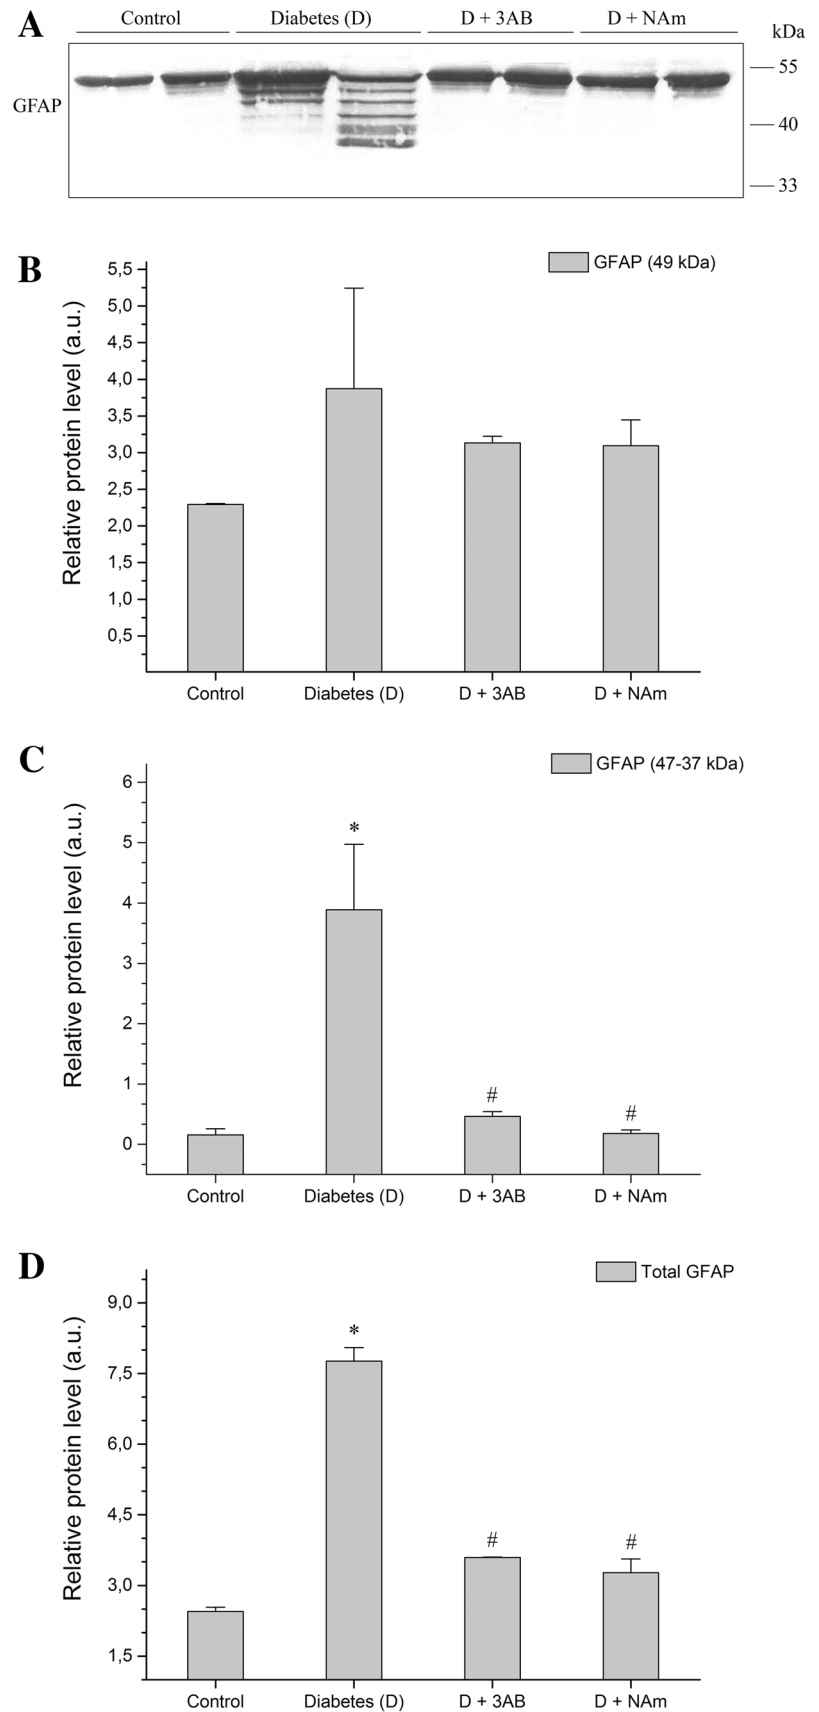 A
Control
Diabetes (D)
D + 3AB
D + NAm
kDa
GFAP
55
40
33
B
GFAP (49 kDa)
Relative protein level (a.u.)
5,5
5,0
4,5
4,0
3,5
3,0
2,5
2,0
1,5
1,0
0,5
Control
Diabetes (D)
D + 3AB
D + NAm
C
GFAP (47-37 kDa)
Relative protein level (a.u.)
6
5
4
3
2
1
0
*
#
#
Control
Diabetes (D)
D + 3AB
D + NAm
D
Total GFAP
Relative protein level (a.u.)
9,0
7,5
6,0
4,5
3,0
1,5
*
#
#
Control
Diabetes (D)
D + 3AB
D + NAm